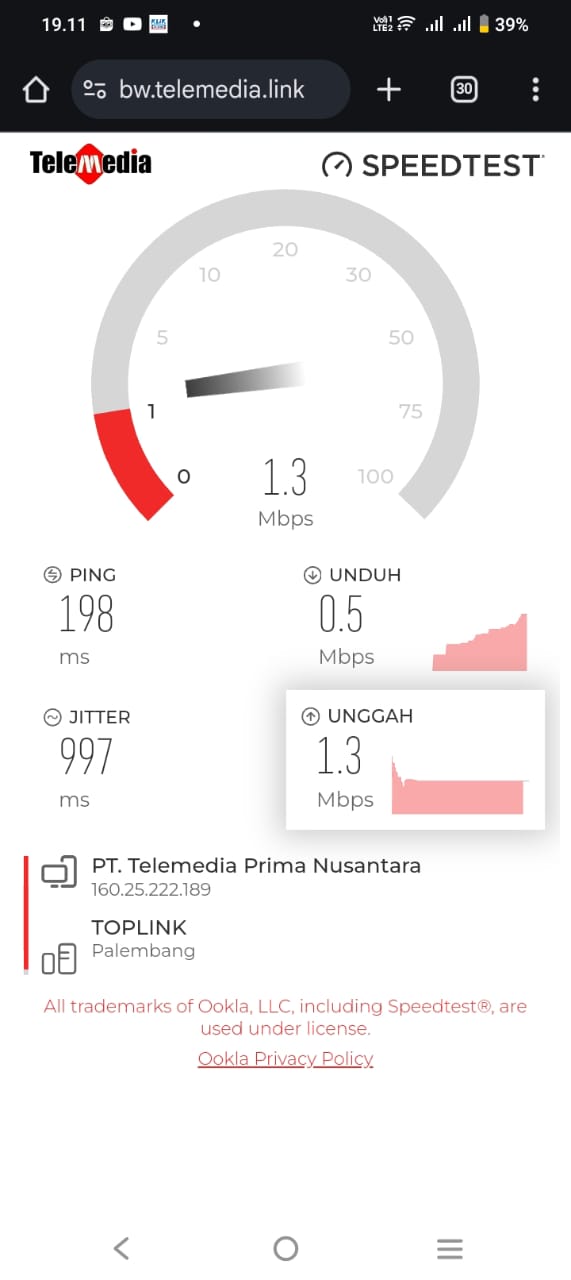 19.11
Vo)) 1
LTE2
39%
bw.telemedia.link
30
Telemedia
SPEEDTEST
20
10
30
5
50
1
75
0
1.3
100
Mbps
PING
UNDUH
198
0.5
ms
Mbps
JITTER
UNGGAH
997
1.3
ms
Mbps
PT. Telemedia Prima Nusantara
160.25.222.189
TOPLINK
Palembang
All trademarks of Ookla, LLC, including Speedtest®, are
used under license.
Ookla Privacy Policy